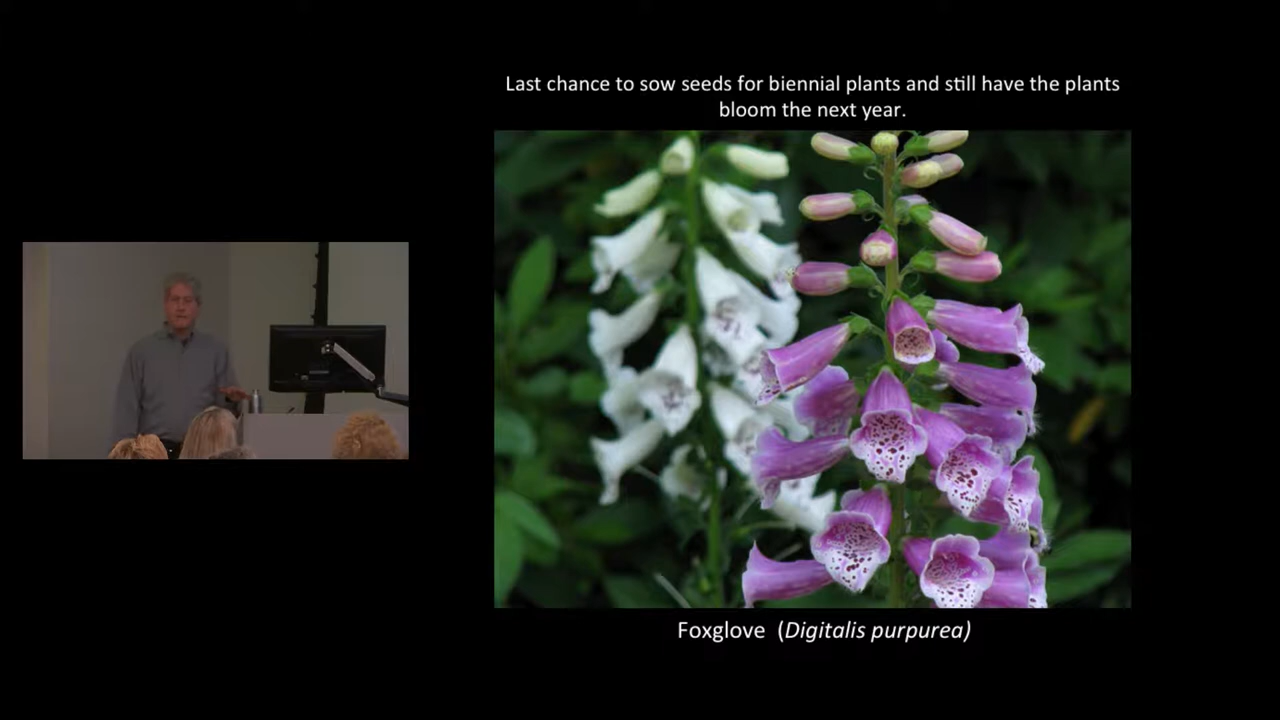 Last chance to sow seeds for biennial plants and still have the plants
bloom the next year.
Foxglove  (Digitalis purpurea)